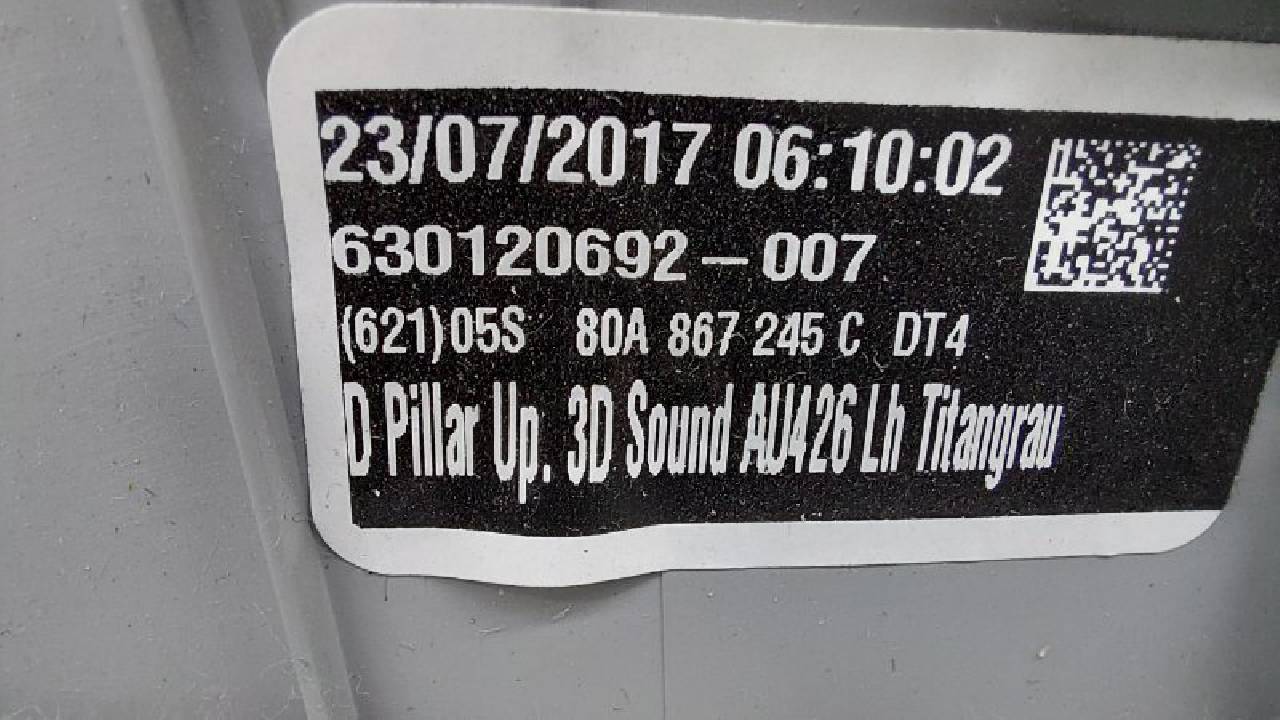 23/07/2017 06:10:02
630120692-007
(621)05S 80A 867 245 C DT4
D Pillar Up. 3D Sound AU426 Lh Titangrau